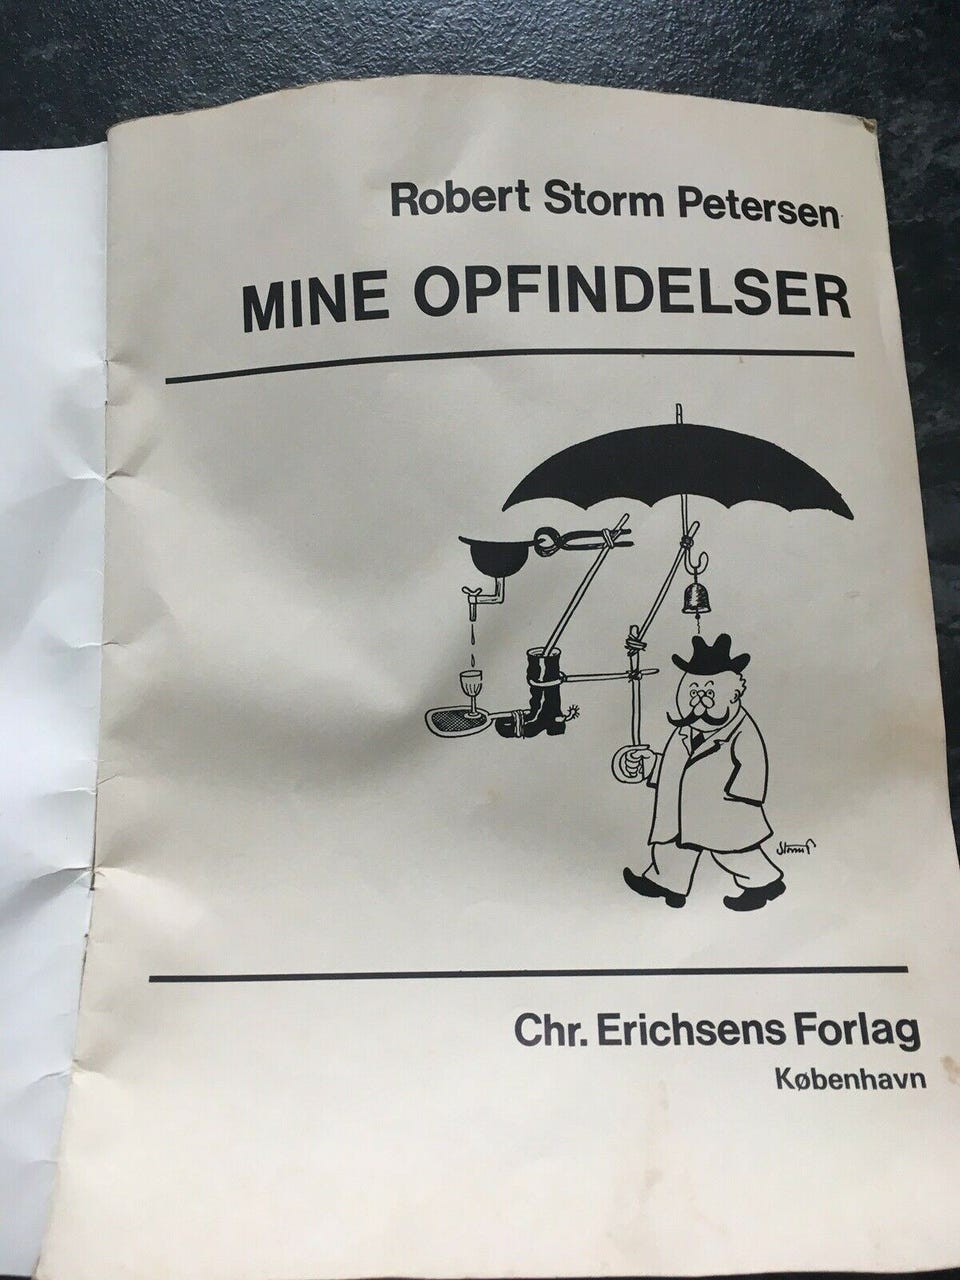 Robert Storm Petersen
MINE OPFINDELSER
Storm P
Chr. Erichsens Forlag
København